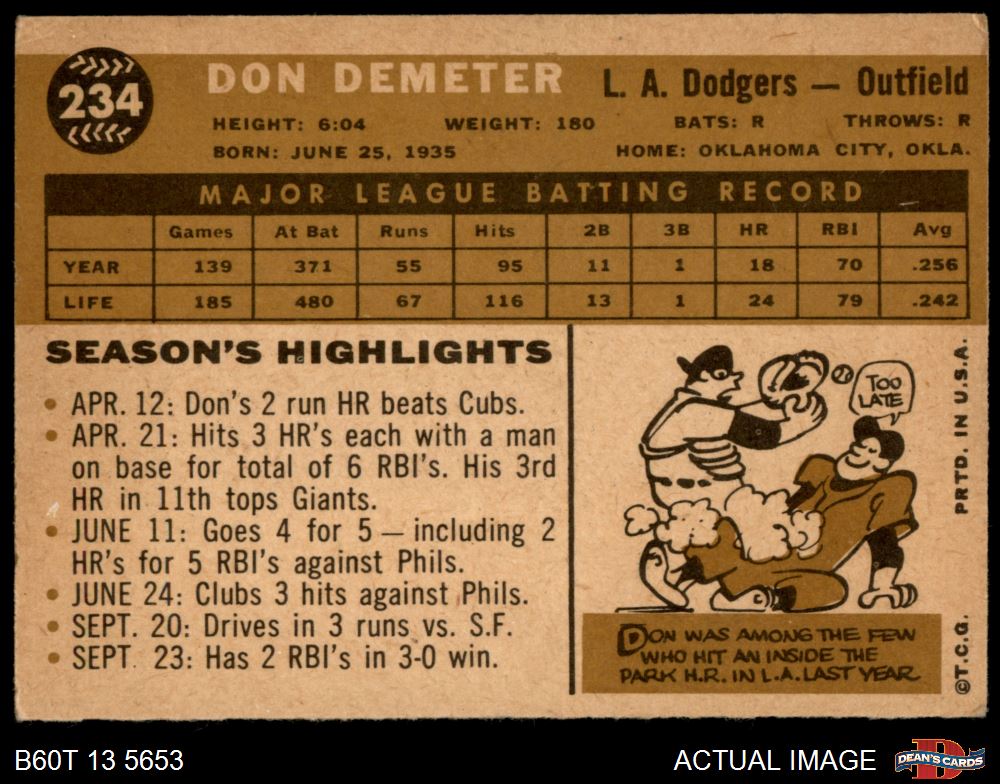 234
DON DEMETER
L. A. Dodgers — Outfield
HEIGHT: 6:04 WEIGHT: 180 BATS: R THROWS: R
BORN: JUNE 25, 1935 HOME: OKLAHOMA CITY, OKLA.
MAJOR LEAGUE BATTING RECORD
Games At Bat Runs Hits 2B 3B HR RBI Avg
YEAR 139 371 55 95 11 1 18 70 .256
LIFE 185 480 67 116 13 1 24 79 .242
SEASON'S HIGHLIGHTS
• APR. 12: Don's 2 run HR beats Cubs.
• APR. 21: Hits 3 HR's each with a man
on base for total of 6 RBI's. His 3rd
HR in 11th tops Giants.
• JUNE 11: Goes 4 for 5 — including 2
HR's for 5 RBI's against Phils.
• JUNE 24: Clubs 3 hits against Phils.
• SEPT. 20: Drives in 3 runs vs. S.F.
• SEPT. 23: Has 2 RBI's in 3-0 win.
TOO
LATE
DON WAS AMONG THE FEW
WHO HIT AN INSIDE THE
PARK H.R. IN L.A. LAST YEAR.
©T.C.G. PRTD. IN U.S.A.
B60T 13 5653
ACTUAL IMAGE
DEAN'S CARDS